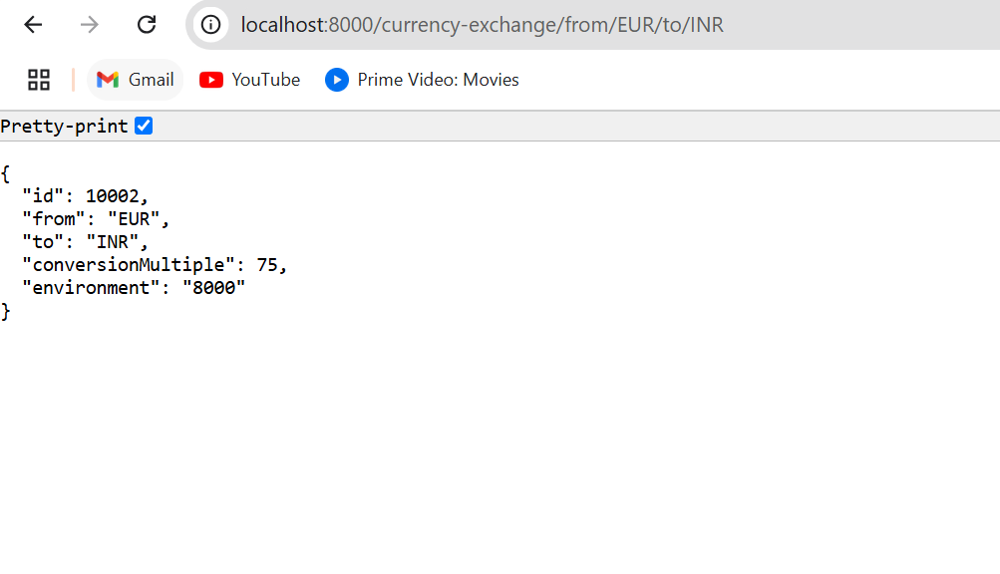 localhost:8000/currency-exchange/from/EUR/to/INR
Gmail YouTube Prime Video: Movies
Pretty-print
{
  "id": 10002,
  "from": "EUR",
  "to": "INR",
  "conversionMultiple": 75,
  "environment": "8000"
}